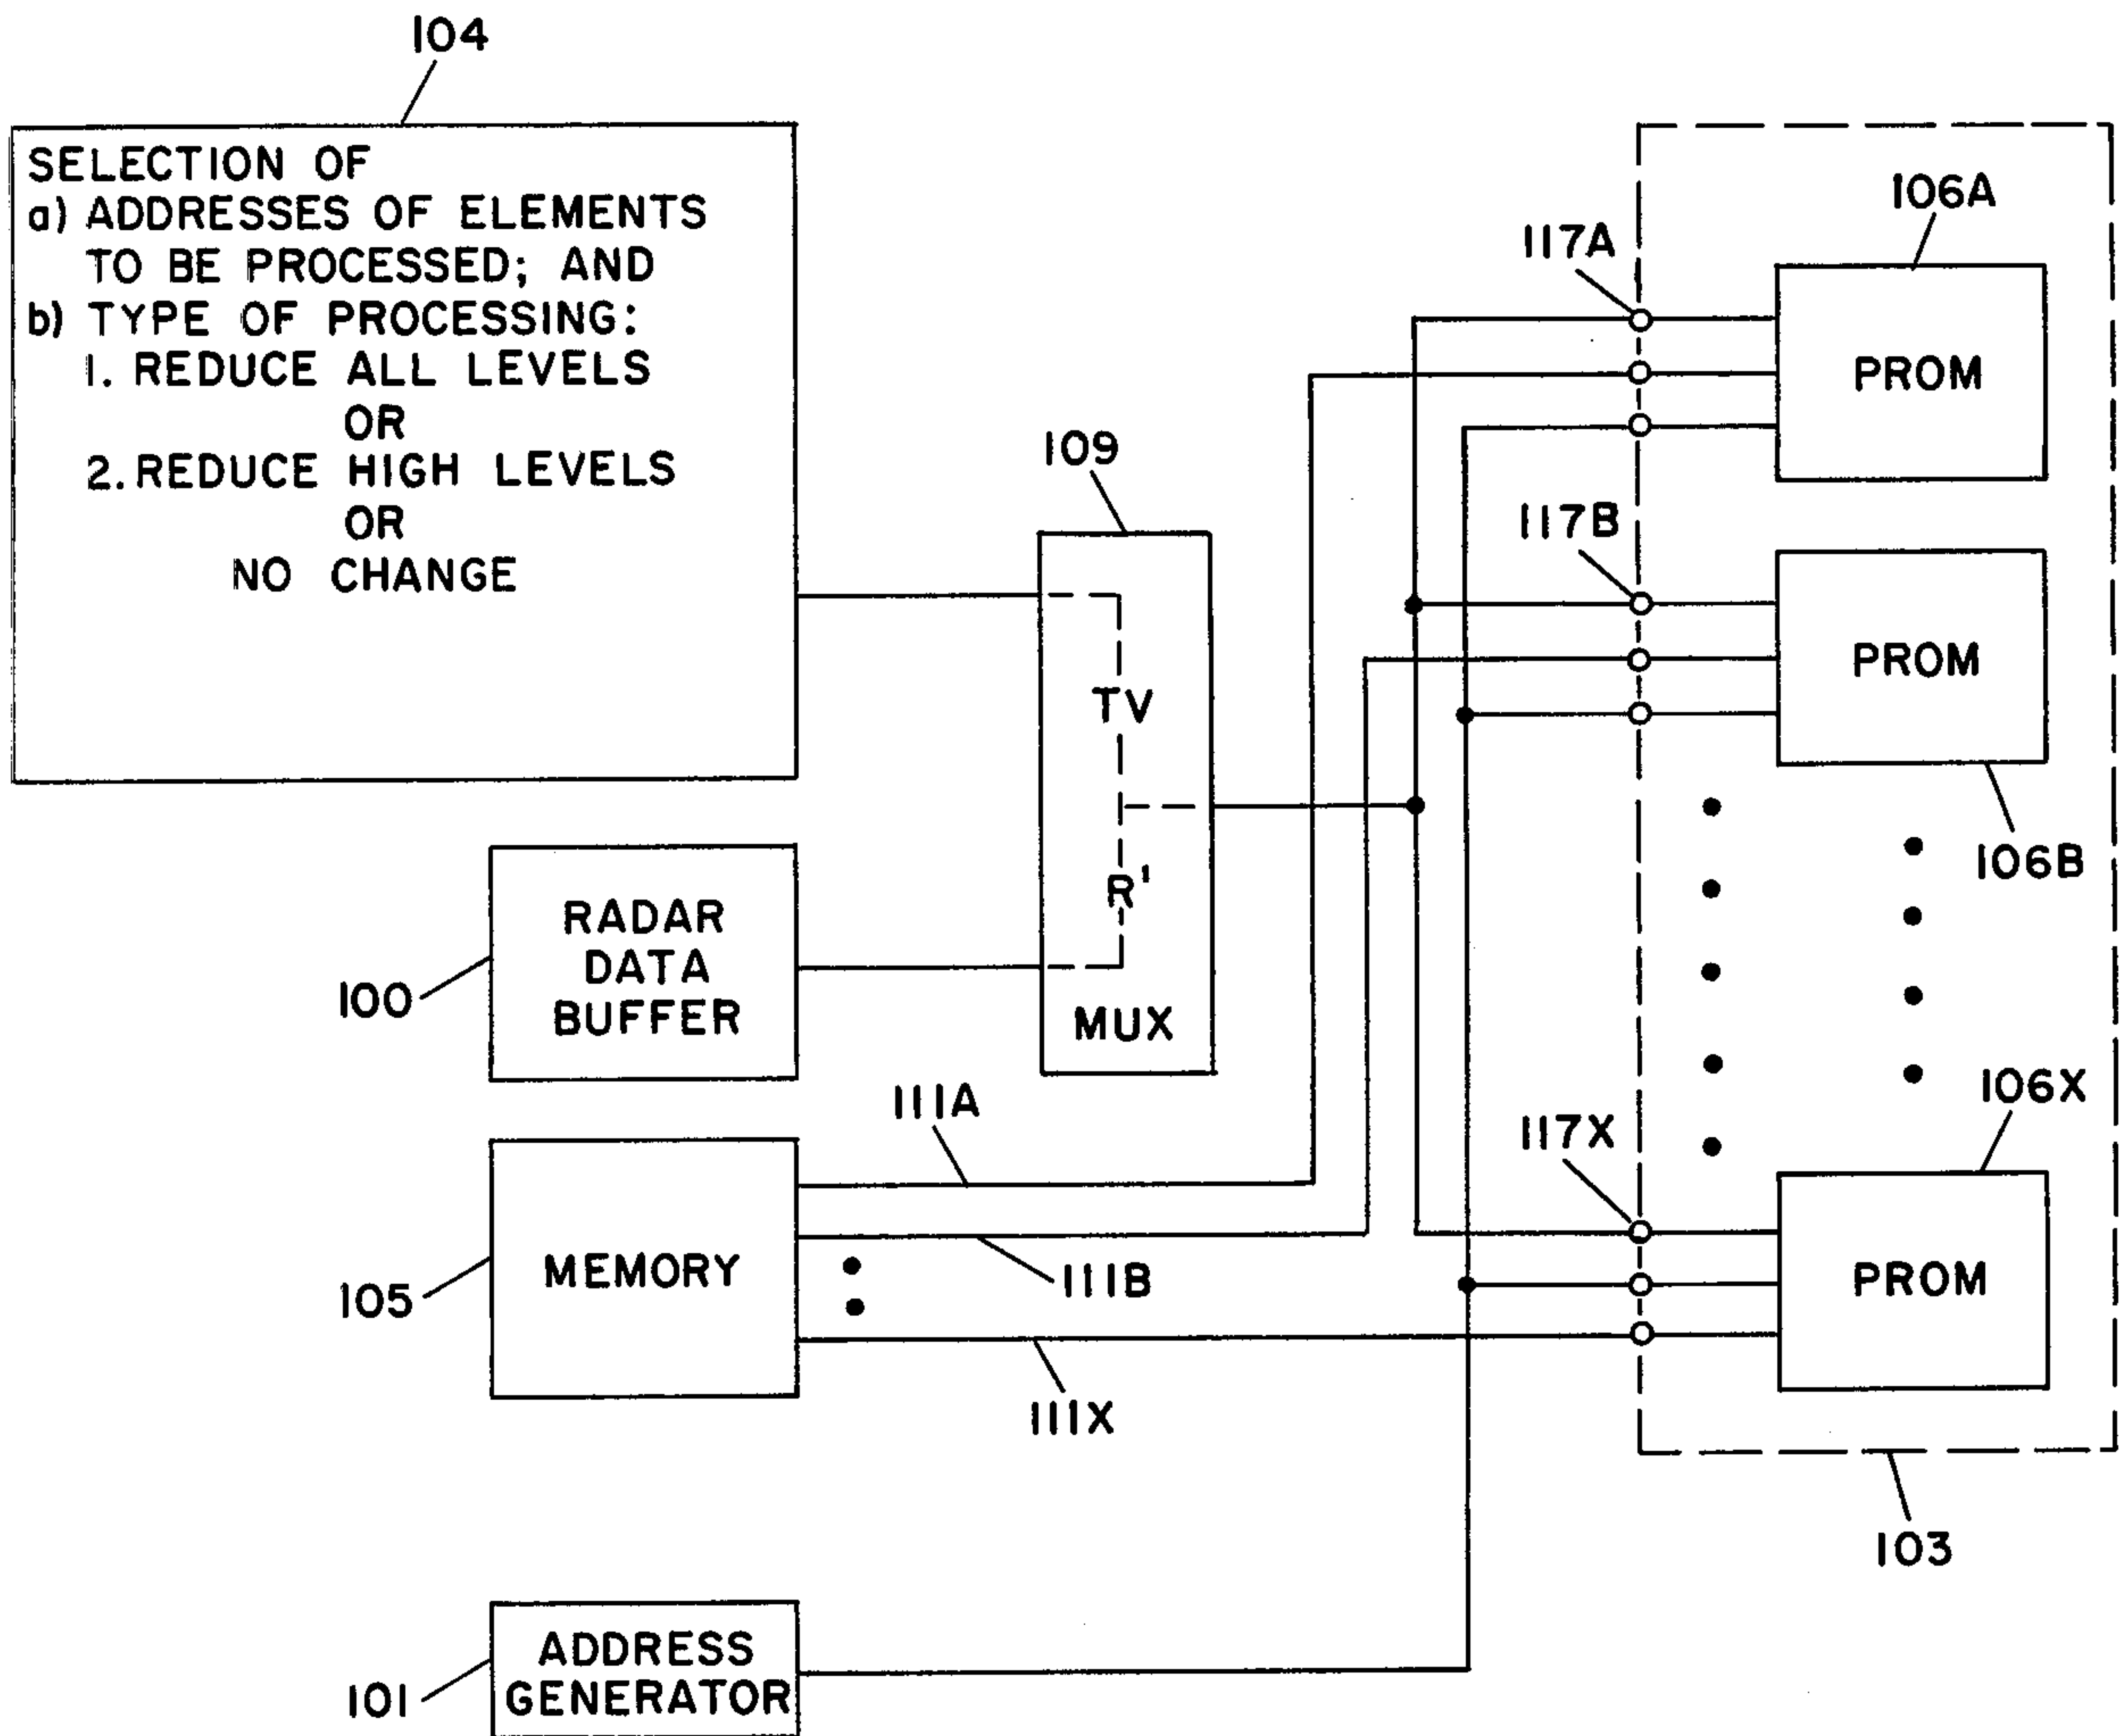 104
SELECTION OF
a) ADDRESSES OF ELEMENTS
TO BE PROCESSED; AND
b) TYPE OF PROCESSING:
1. REDUCE ALL LEVELS
OR
2. REDUCE HIGH LEVELS
OR
NO CHANGE
109
TV
R'
MUX
100
RADAR
DATA
BUFFER
105
MEMORY
111A
111B
111X
101
ADDRESS
GENERATOR
117A
106A
PROM
117B
PROM
106B
117X
106X
PROM
103